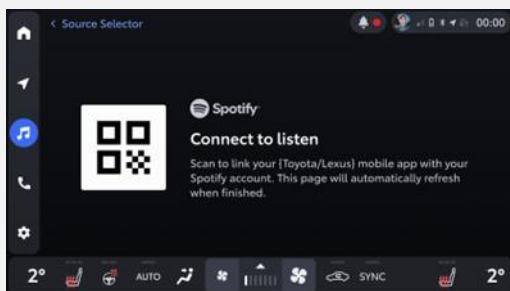 Source Selector
00:00
Spotify
Connect to listen
Scan to link your {Toyota/Lexus} mobile app with your
Spotify account. This page will automatically refresh
when finished.
2° AUTO SYNC 2°